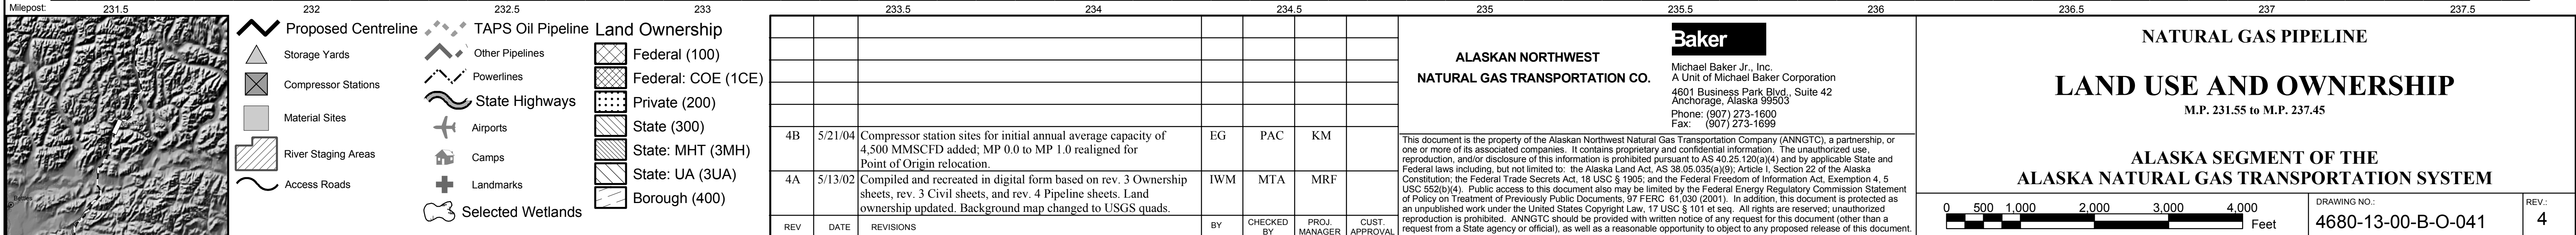 Milepost: 231.5 232 232.5 233 233.5 234 234.5 235 235.5 236 236.5 237 237.5
Proposed Centreline
Storage Yards
Compressor Stations
Material Sites
River Staging Areas
Access Roads
TAPS Oil Pipeline
Other Pipelines
Powerlines
State Highways
Airports
Camps
Landmarks
Selected Wetlands
Land Ownership
Federal (100)
Federal: COE (1CE)
Private (200)
State (300)
State: MHT (3MH)
State: UA (3UA)
Borough (400)
4B 5/21/04 Compressor station sites for initial annual average capacity of EG PAC KM
4,500 MMSCFD added; MP 0.0 to MP 1.0 realigned for
Point of Origin relocation.
4A 5/13/02 Compiled and recreated in digital form based on rev. 3 Ownership IWM MTA MRF
sheets, rev. 3 Civil sheets, and rev. 4 Pipeline sheets. Land
ownership updated. Background map changed to USGS quads.
REV DATE REVISIONS BY CHECKED BY PROJ. MANAGER CUST. APPROVAL
ALASKAN NORTHWEST
NATURAL GAS TRANSPORTATION CO.
Baker
Michael Baker Jr., Inc.
A Unit of Michael Baker Corporation
4601 Business Park Blvd., Suite 42
Anchorage, Alaska 99503
Phone: (907) 273-1600
Fax: (907) 273-1699
This document is the property of the Alaskan Northwest Natural Gas Transportation Company (ANNGTC), a partnership, or
one or more of its associated companies. It contains proprietary and confidential information. The unauthorized use,
reproduction, and/or disclosure of this information is prohibited pursuant to AS 40.25.120(a)(4) and by applicable State and
Federal laws including, but not limited to: the Alaska Land Act, AS 38.05.035(a)(9); Article I, Section 22 of the Alaska
Constitution; the Federal Trade Secrets Act, 18 USC § 1905; and the Federal Freedom of Information Act, Exemption 4, 5
USC 552(b)(4). Public access to this document also may be limited by the Federal Energy Regulatory Commission Statement
of Policy on Treatment of Previously Public Documents, 97 FERC 61,030 (2001). In addition, this document is protected as
an unpublished work under the United States Copyright Law, 17 USC § 101 et seq. All rights are reserved; unauthorized
reproduction is prohibited. ANNGTC should be provided with written notice of any request for this document (other than a
request from a State agency or official), as well as a reasonable opportunity to object to any proposed release of this document.
NATURAL GAS PIPELINE
LAND USE AND OWNERSHIP
M.P. 231.55 to M.P. 237.45
ALASKA SEGMENT OF THE
ALASKA NATURAL GAS TRANSPORTATION SYSTEM
0 500 1,000 2,000 3,000 4,000
Feet
DRAWING NO.:
4680-13-00-B-O-041
REV.:
4